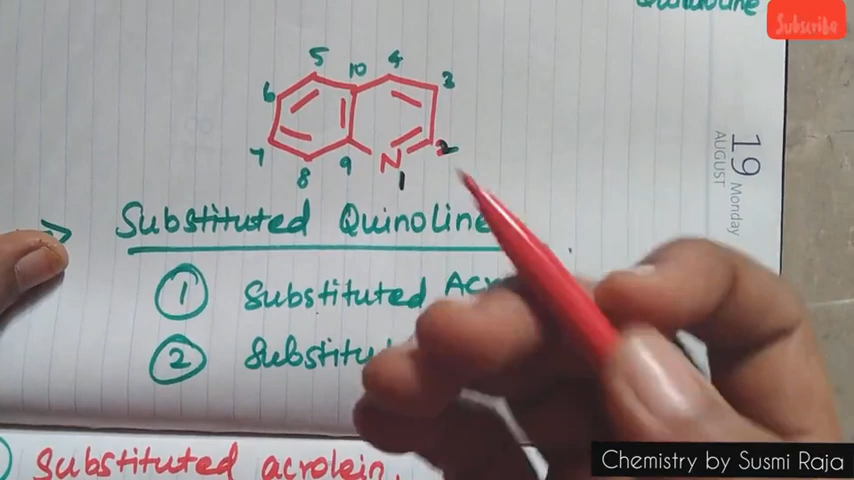 Quinoline
Subscribe
5
10
4
3
6
7
8
9
N
1
2
19
Monday
AUGUST
Substituted Quinoline
1 Substituted
2
Substituted acrolein.
Chemistry by Susmi Raja